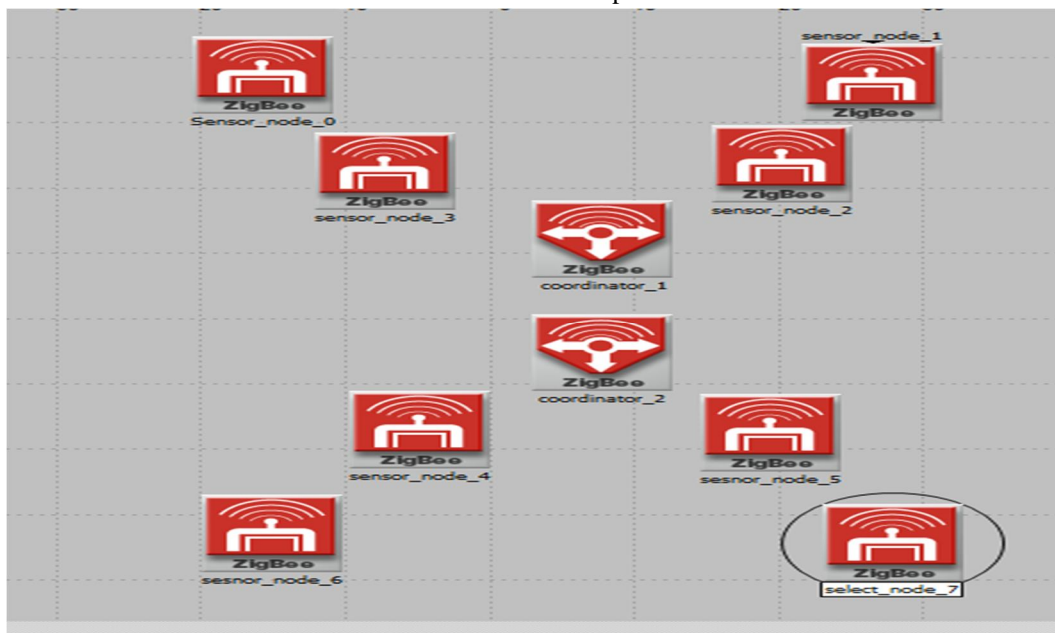 sensor_node_1
ZigBee
Sensor_node_0
ZigBee
ZigBee
sensor_node_3
ZigBee
sensor_node_2
ZigBee
coordinator_1
ZigBee
coordinator_2
ZigBee
sensor_node_4
ZigBee
sesnor_node_5
ZigBee
sesnor_node_6
ZigBee
select_node_7